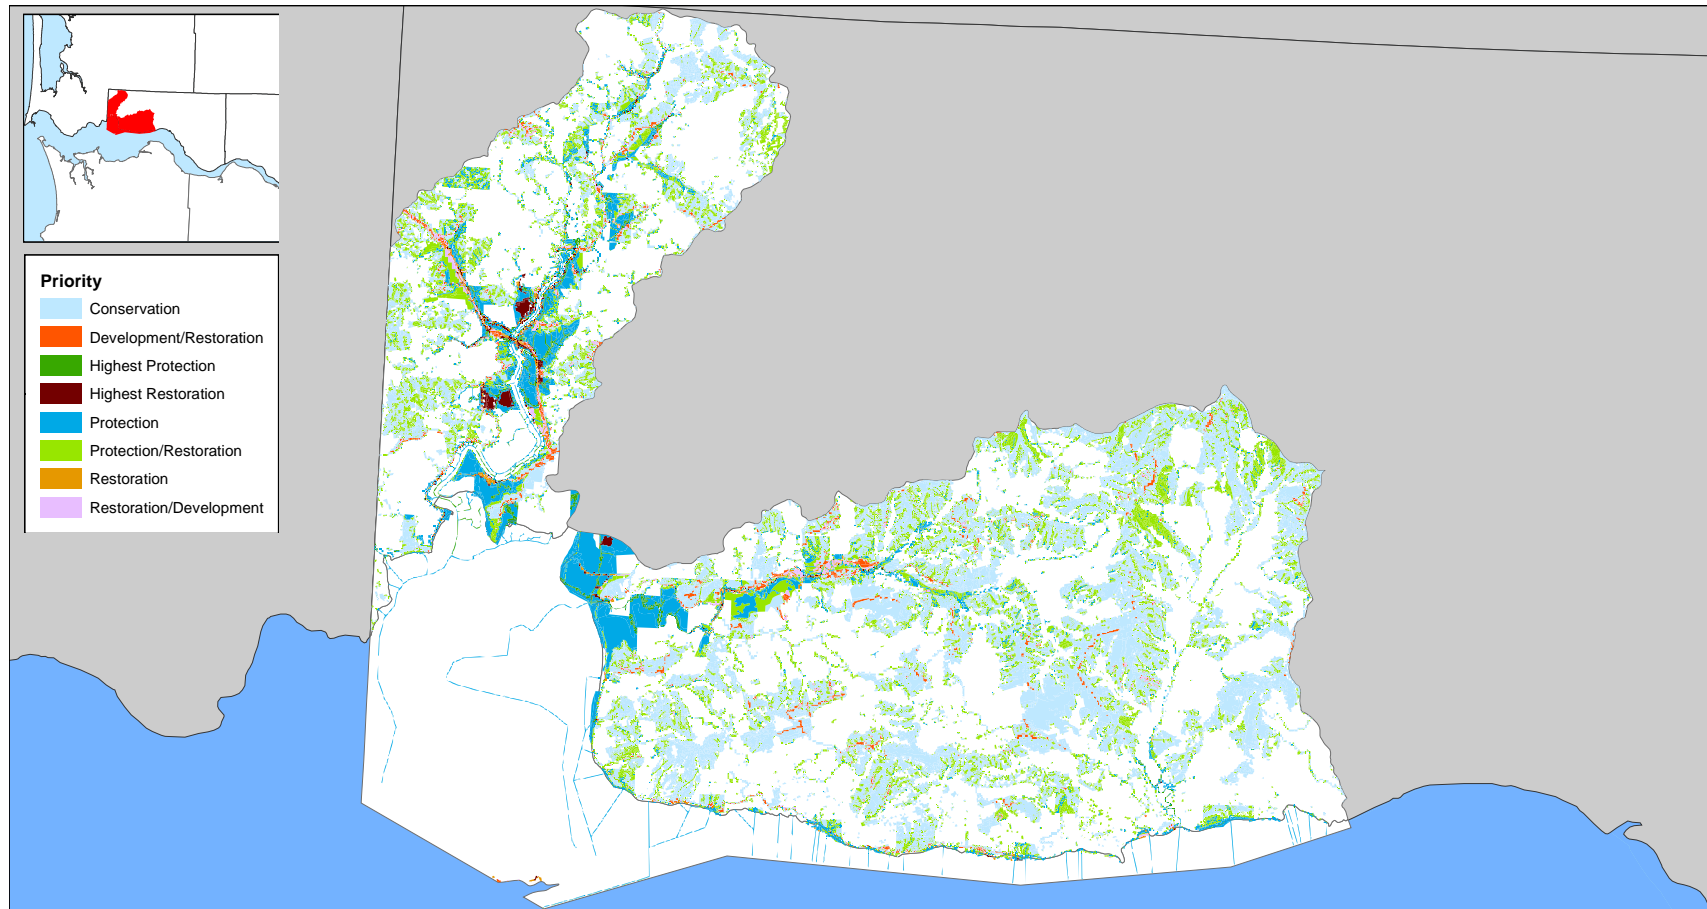 Priority
Conservation
Development/Restoration
Highest Protection
Highest Restoration
Protection
Protection/Restoration
Restoration
Restoration/Development